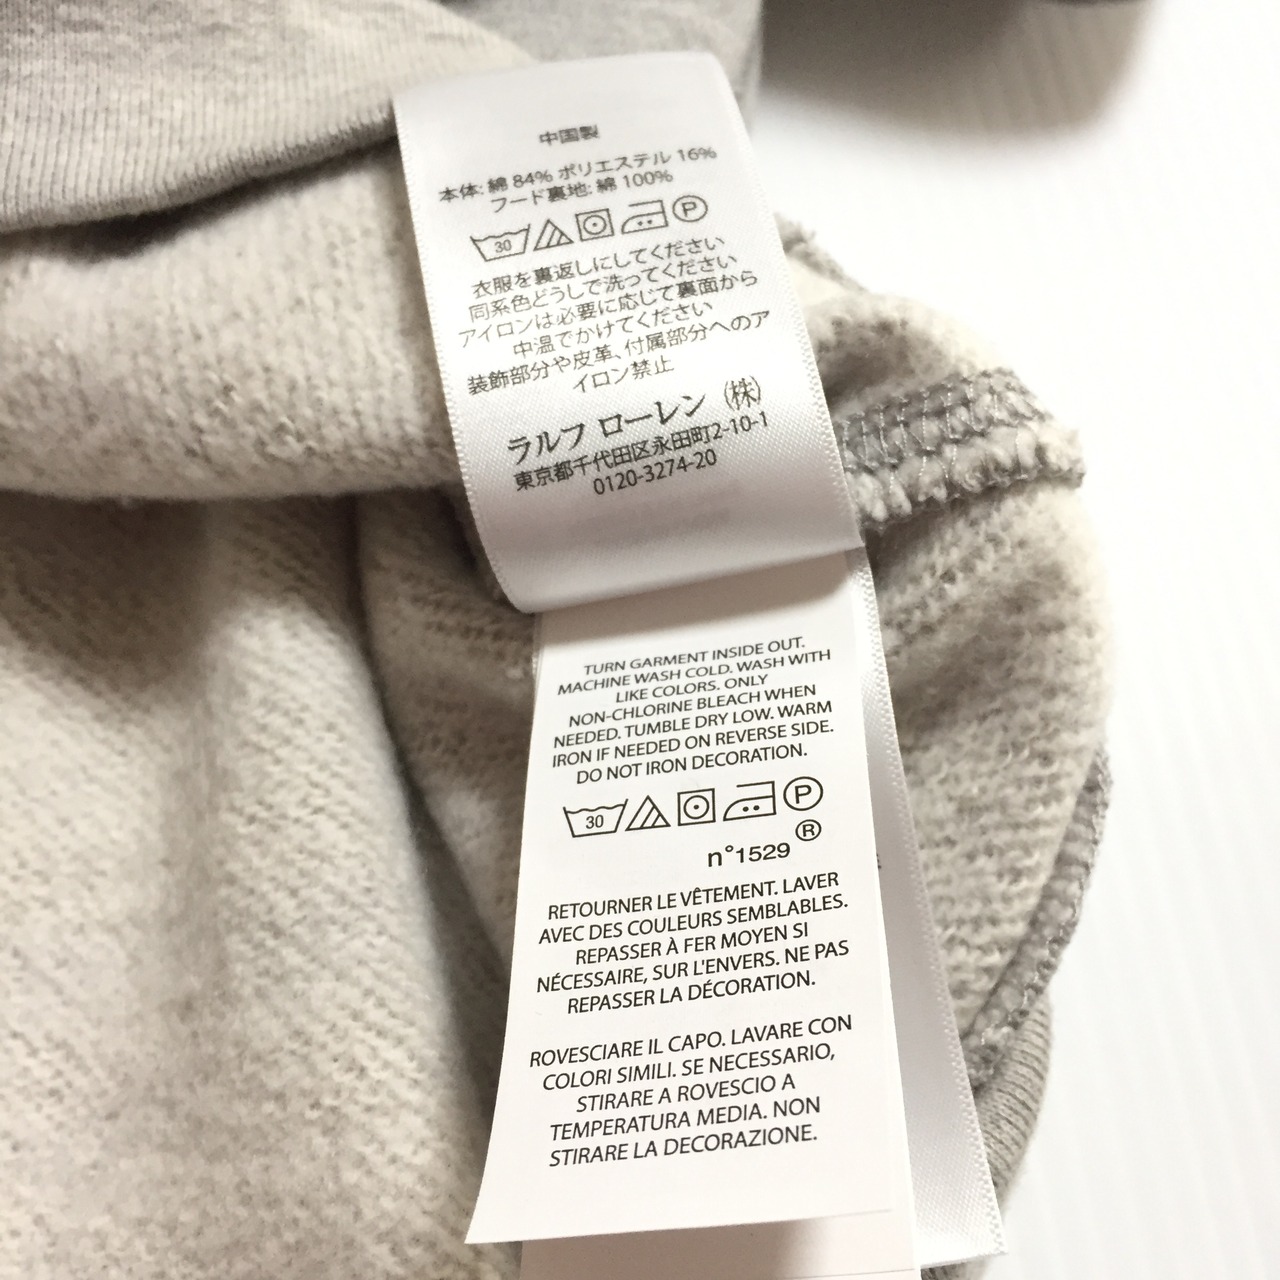 中国製
本体: 綿 84% ポリエステル 16%
フード裏地: 綿 100%
30 P
衣服を裏返しにしてください
同系色どうしで洗ってください
アイロンは必要に応じて裏面から
中温でかけてください
装飾部分や皮革、付属部分へのア
イロン禁止
ラルフ ローレン (株)
東京都千代田区永田町2-10-1
0120-3274-20
TURN GARMENT INSIDE OUT.
MACHINE WASH COLD. WASH WITH
LIKE COLORS. ONLY
NON-CHLORINE BLEACH WHEN
NEEDED. TUMBLE DRY LOW. WARM
IRON IF NEEDED ON REVERSE SIDE.
DO NOT IRON DECORATION.
30 P
n°1529 ®
RETOURNER LE VÊTEMENT. LAVER
AVEC DES COULEURS SEMBLABLES.
REPASSER À FER MOYEN SI
NÉCESSAIRE, SUR L'ENVERS. NE PAS
REPASSER LA DÉCORATION.
ROVESCIARE IL CAPO. LAVARE CON
COLORI SIMILI. SE NECESSARIO,
STIRARE A ROVESCIO A
TEMPERATURA MEDIA. NON
STIRARE LA DECORAZIONE.